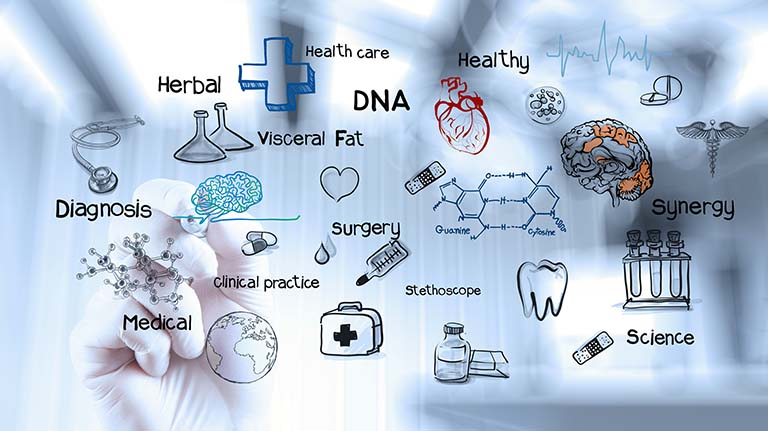 Health care
Healthy
Herbal
DNA
Visceral Fat
Diagnosis
Surgery
Guanine
Cytosine
Synergy
Clinical practice
Stethoscope
Medical
Science